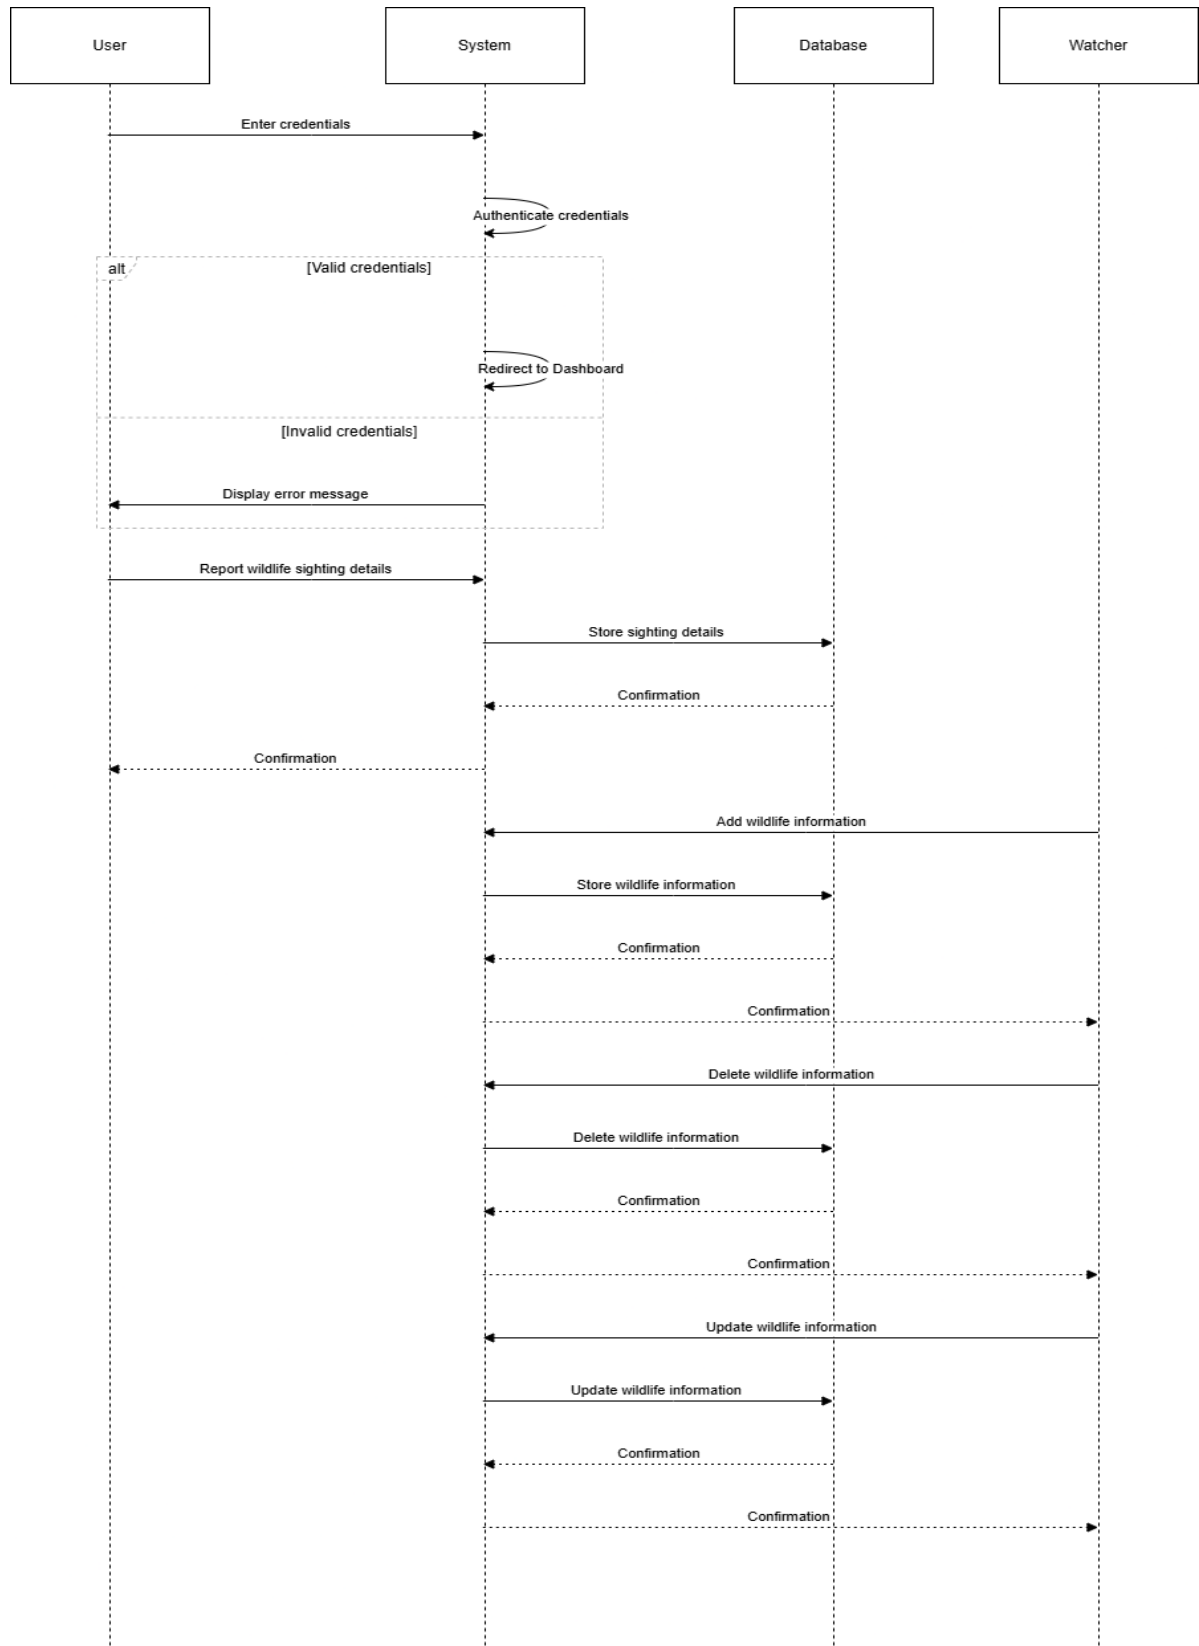 User
System
Database
Watcher
Enter credentials
Authenticate credentials
alt
[Valid credentials]
Redirect to Dashboard
[Invalid credentials]
Display error message
Report wildlife sighting details
Store sighting details
Confirmation
Confirmation
Add wildlife information
Store wildlife information
Confirmation
Confirmation
Delete wildlife information
Delete wildlife information
Confirmation
Confirmation
Update wildlife information
Update wildlife information
Confirmation
Confirmation